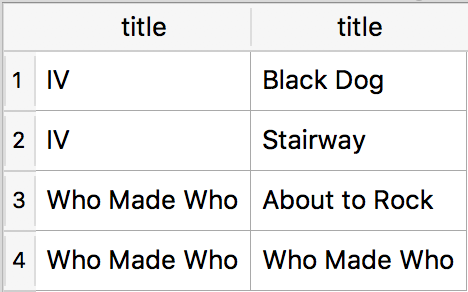 title title
1 IV Black Dog
2 IV Stairway
3 Who Made Who About to Rock
4 Who Made Who Who Made Who